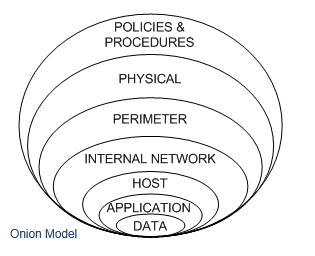 POLICIES &
PROCEDURES
PHYSICAL
PERIMETER
INTERNAL NETWORK
HOST
APPLICATION
DATA
Onion Model